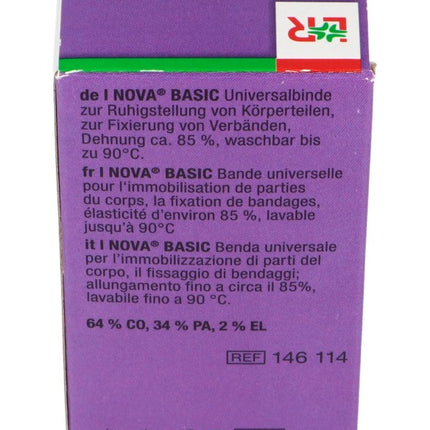 L&R
de I NOVA® BASIC Universalbinde
zur Ruhigstellung von Körperteilen,
zur Fixierung von Verbänden,
Dehnung ca. 85 %, waschbar bis
zu 90°C.
fr I NOVA® BASIC Bande universelle
pour l'immobilisation de parties
du corps, la fixation de bandages,
élasticité d'environ 85 %, lavable
jusqu'à 90°C
it I NOVA® BASIC Benda universale
per l'immobilizzazione di parti del
corpo, il fissaggio di bendaggi;
allungamento fino a circa il 85%,
lavabile fino a 90 °C.
64 % CO, 34 % PA, 2 % EL
REF 146 114